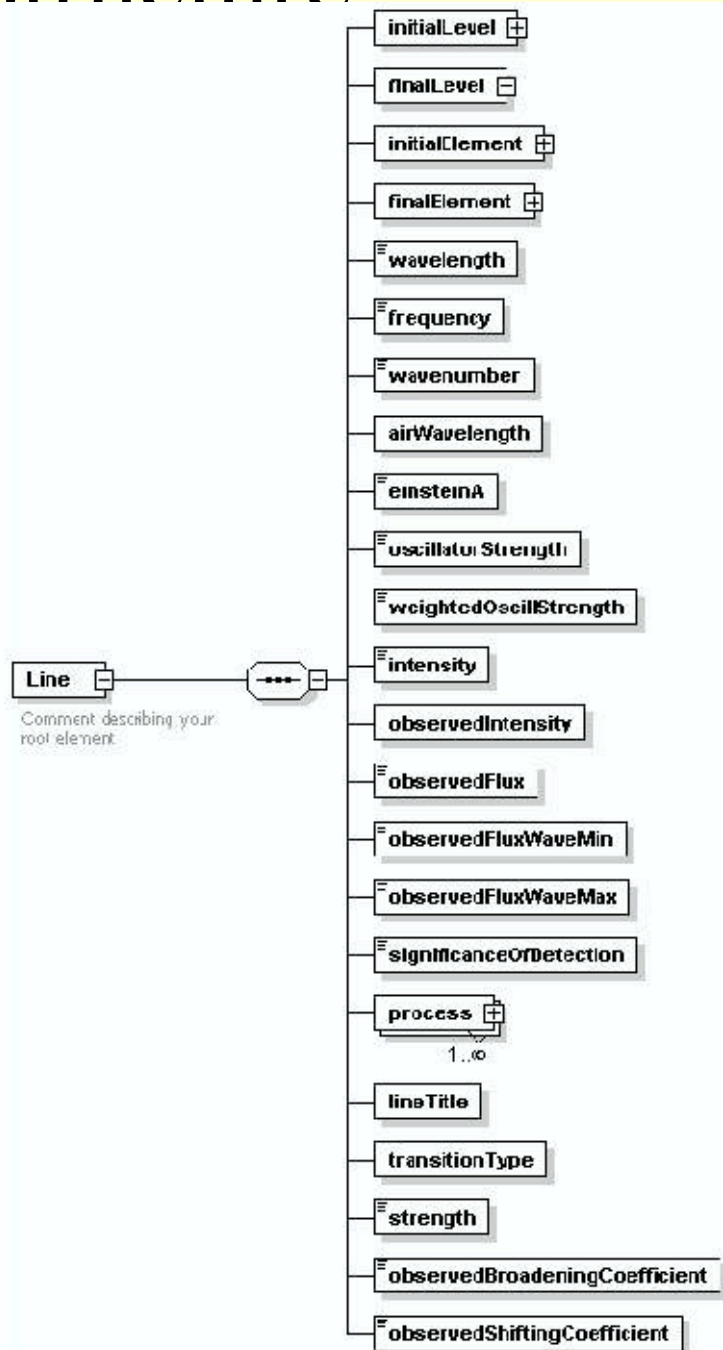 initialLevel
finalLevel
initialElement
finalElement
wavelength
frequency
wavenumber
airWavelength
einsteinA
oscillatorStrength
weightedOscillStrength
intensity
Line
Comment describing your
root element
observedIntensity
observedFlux
observedFluxWaveMin
observedFluxWaveMax
significanceOfDetection
process
1..∞
lineTitle
transitionType
strength
observedBroadeningCoefficient
observedShiftingCoefficient